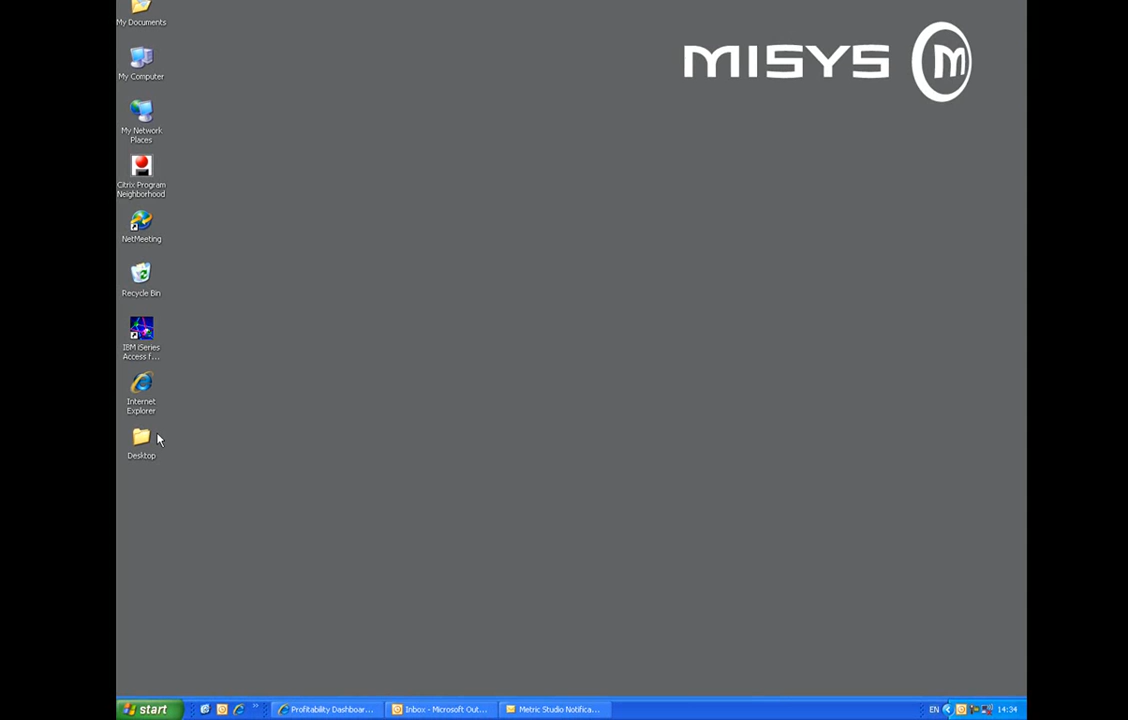 My Documents
MISYS M
My Computer
My Network
Places
Citrix Program
Neighborhood
NetMeeting
Recycle Bin
IBM iSeries
Access f...
Internet
Explorer
Desktop
start
Profitability Dashboar...
Inbox - Microsoft Out...
Metric Studio Notifica...
EN
14:34